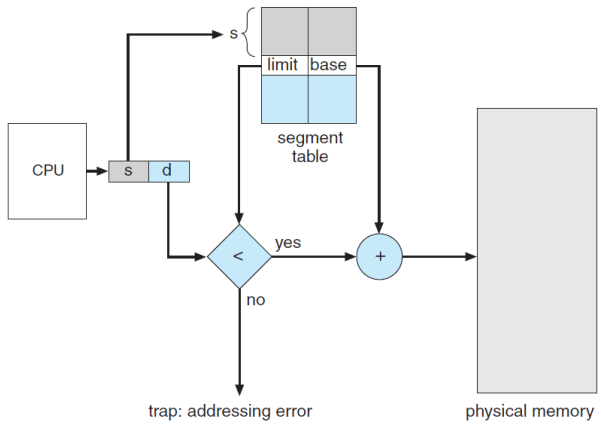 s
limit base
segment
table
CPU
s d
<
yes
+
no
trap: addressing error
physical memory